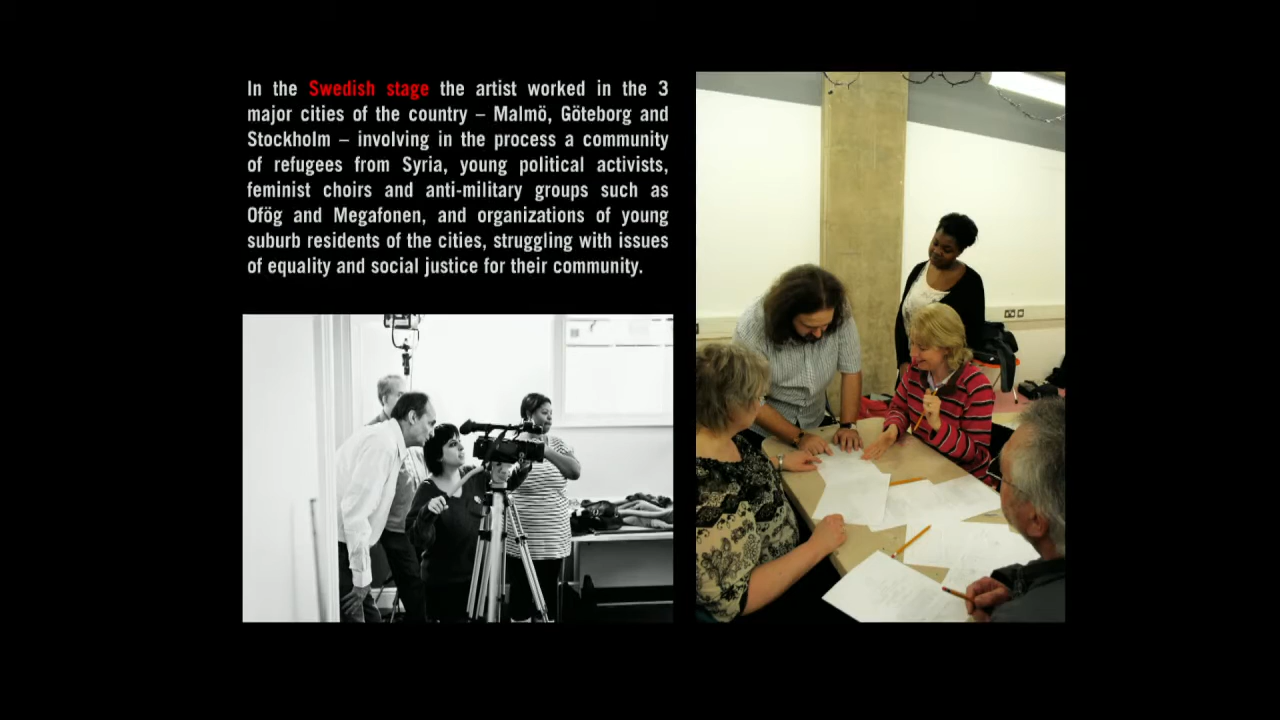 In the Swedish stage the artist worked in the 3
major cities of the country – Malmö, Göteborg and
Stockholm – involving in the process a community
of refugees from Syria, young political activists,
feminist choirs and anti-military groups such as
Ofög and Megafonen, and organizations of young
suburb residents of the cities, struggling with issues
of equality and social justice for their community.